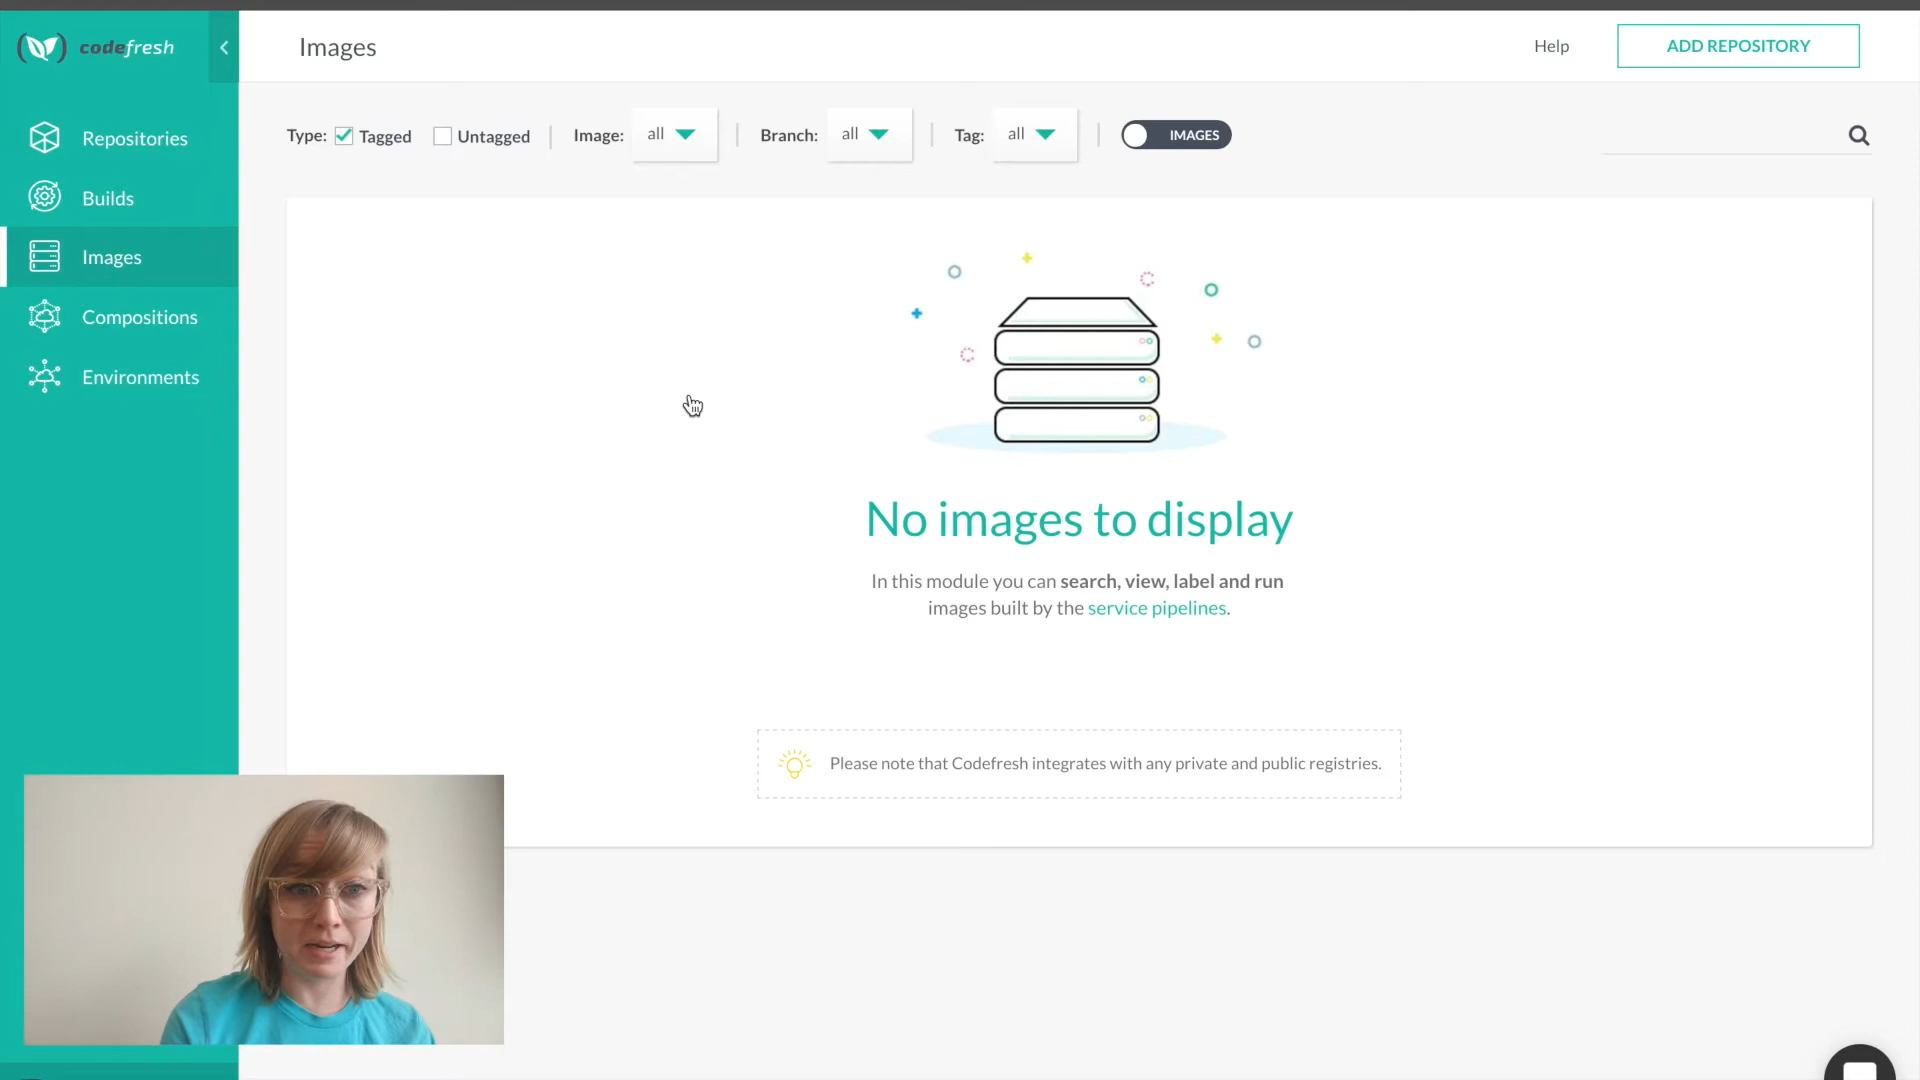 codefresh
Images
Help
ADD REPOSITORY
Repositories
Builds
Images
Compositions
Environments
Type: Tagged Untagged Image: all Branch: all Tag: all IMAGES
No images to display
In this module you can search, view, label and run
images built by the service pipelines.
Please note that Codefresh integrates with any private and public registries.